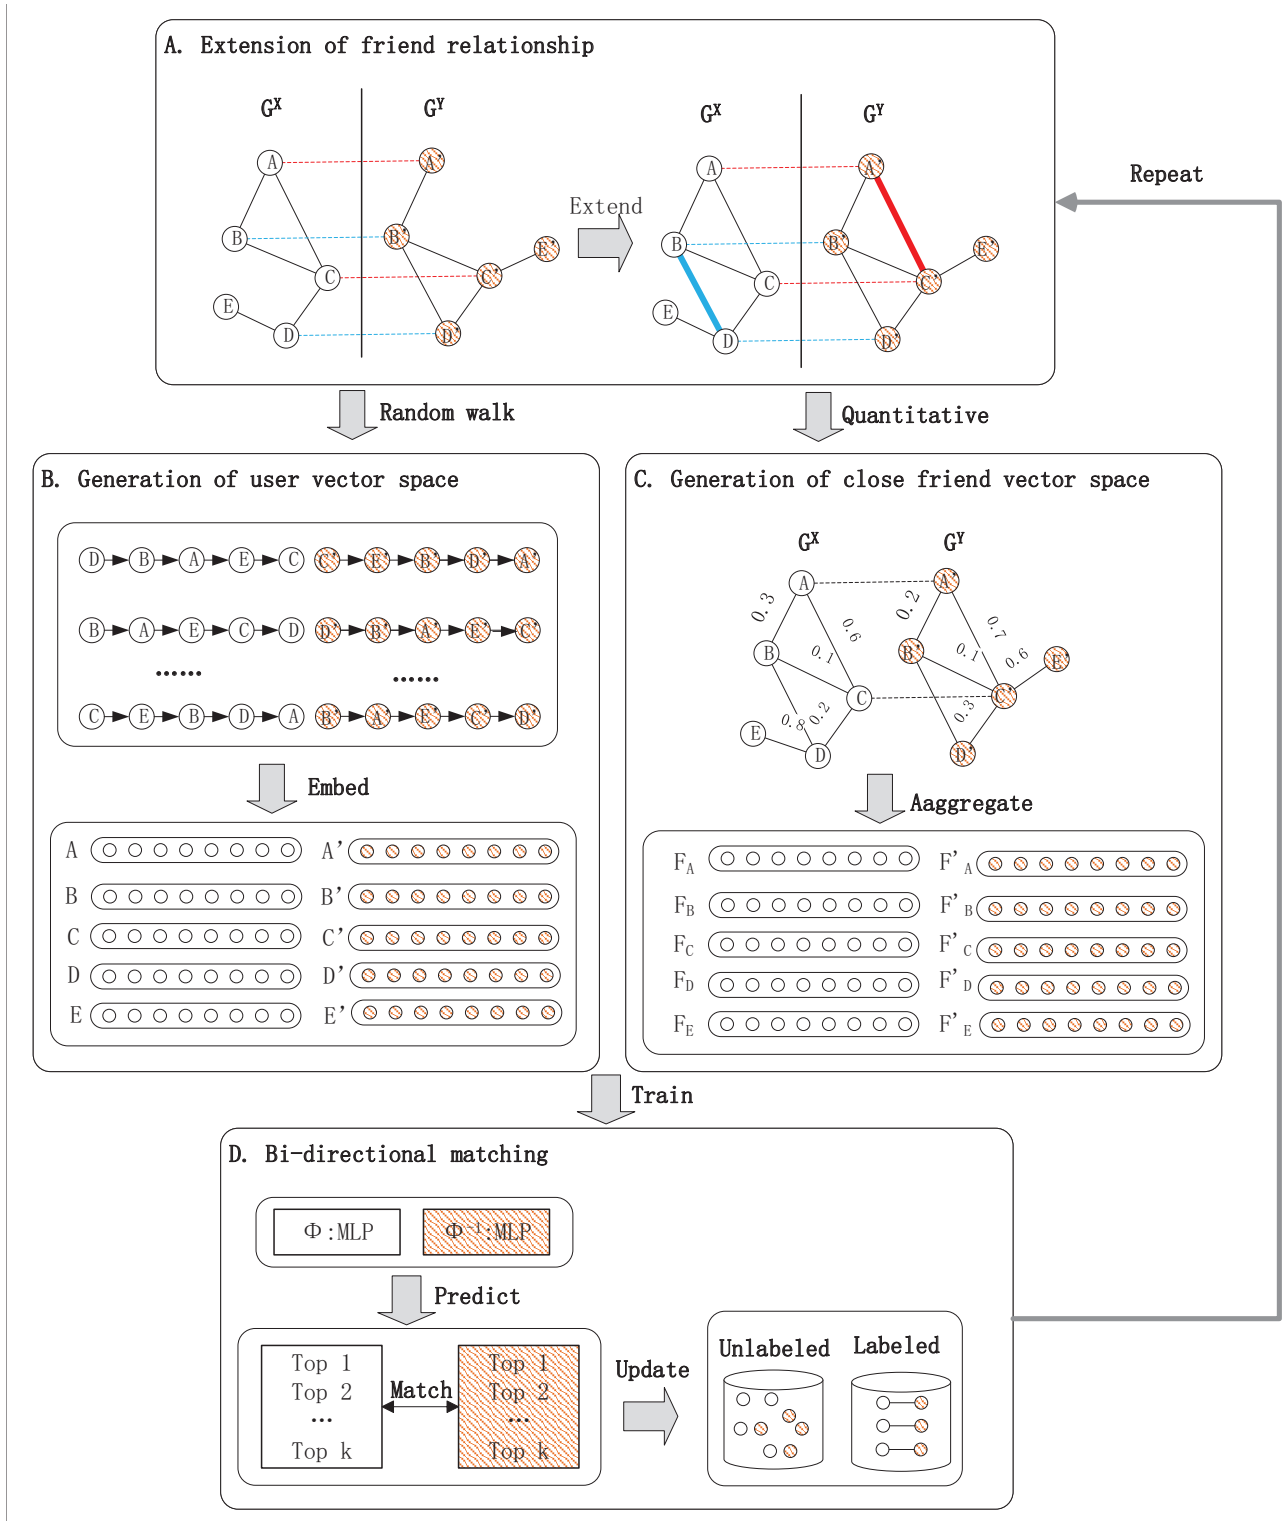 A. Extension of friend relationship
G^X G^Y G^X G^Y
A A' A A'
B B' E' B B' E'
Extend
C C' C C'
E D D' E D D'
Repeat
Random walk
Quantitative
B. Generation of user vector space
D B A E C C' E' B' D' A'
B A E C D D' B' A' E' C'
...... ......
C E B D A B' A' E' C' D'
Embed
A A'
B B'
C C'
D D'
E E'
C. Generation of close friend vector space
G^X G^Y
A A'
0.3 0.6 0.2 0.7
B 0.1 B' 0.1 0.6 E'
C C'
0.8 0.2 0.3
E D D'
Aaggregate
F_A F'_A
F_B F'_B
F_C F'_C
F_D F'_D
F_E F'_E
Train
D. Bi-directional matching
Φ:MLP Φ^-1:MLP
Predict
Top 1 Top 1
Top 2 Match Top 2
... ...
Top k Top k
Update
Unlabeled Labeled